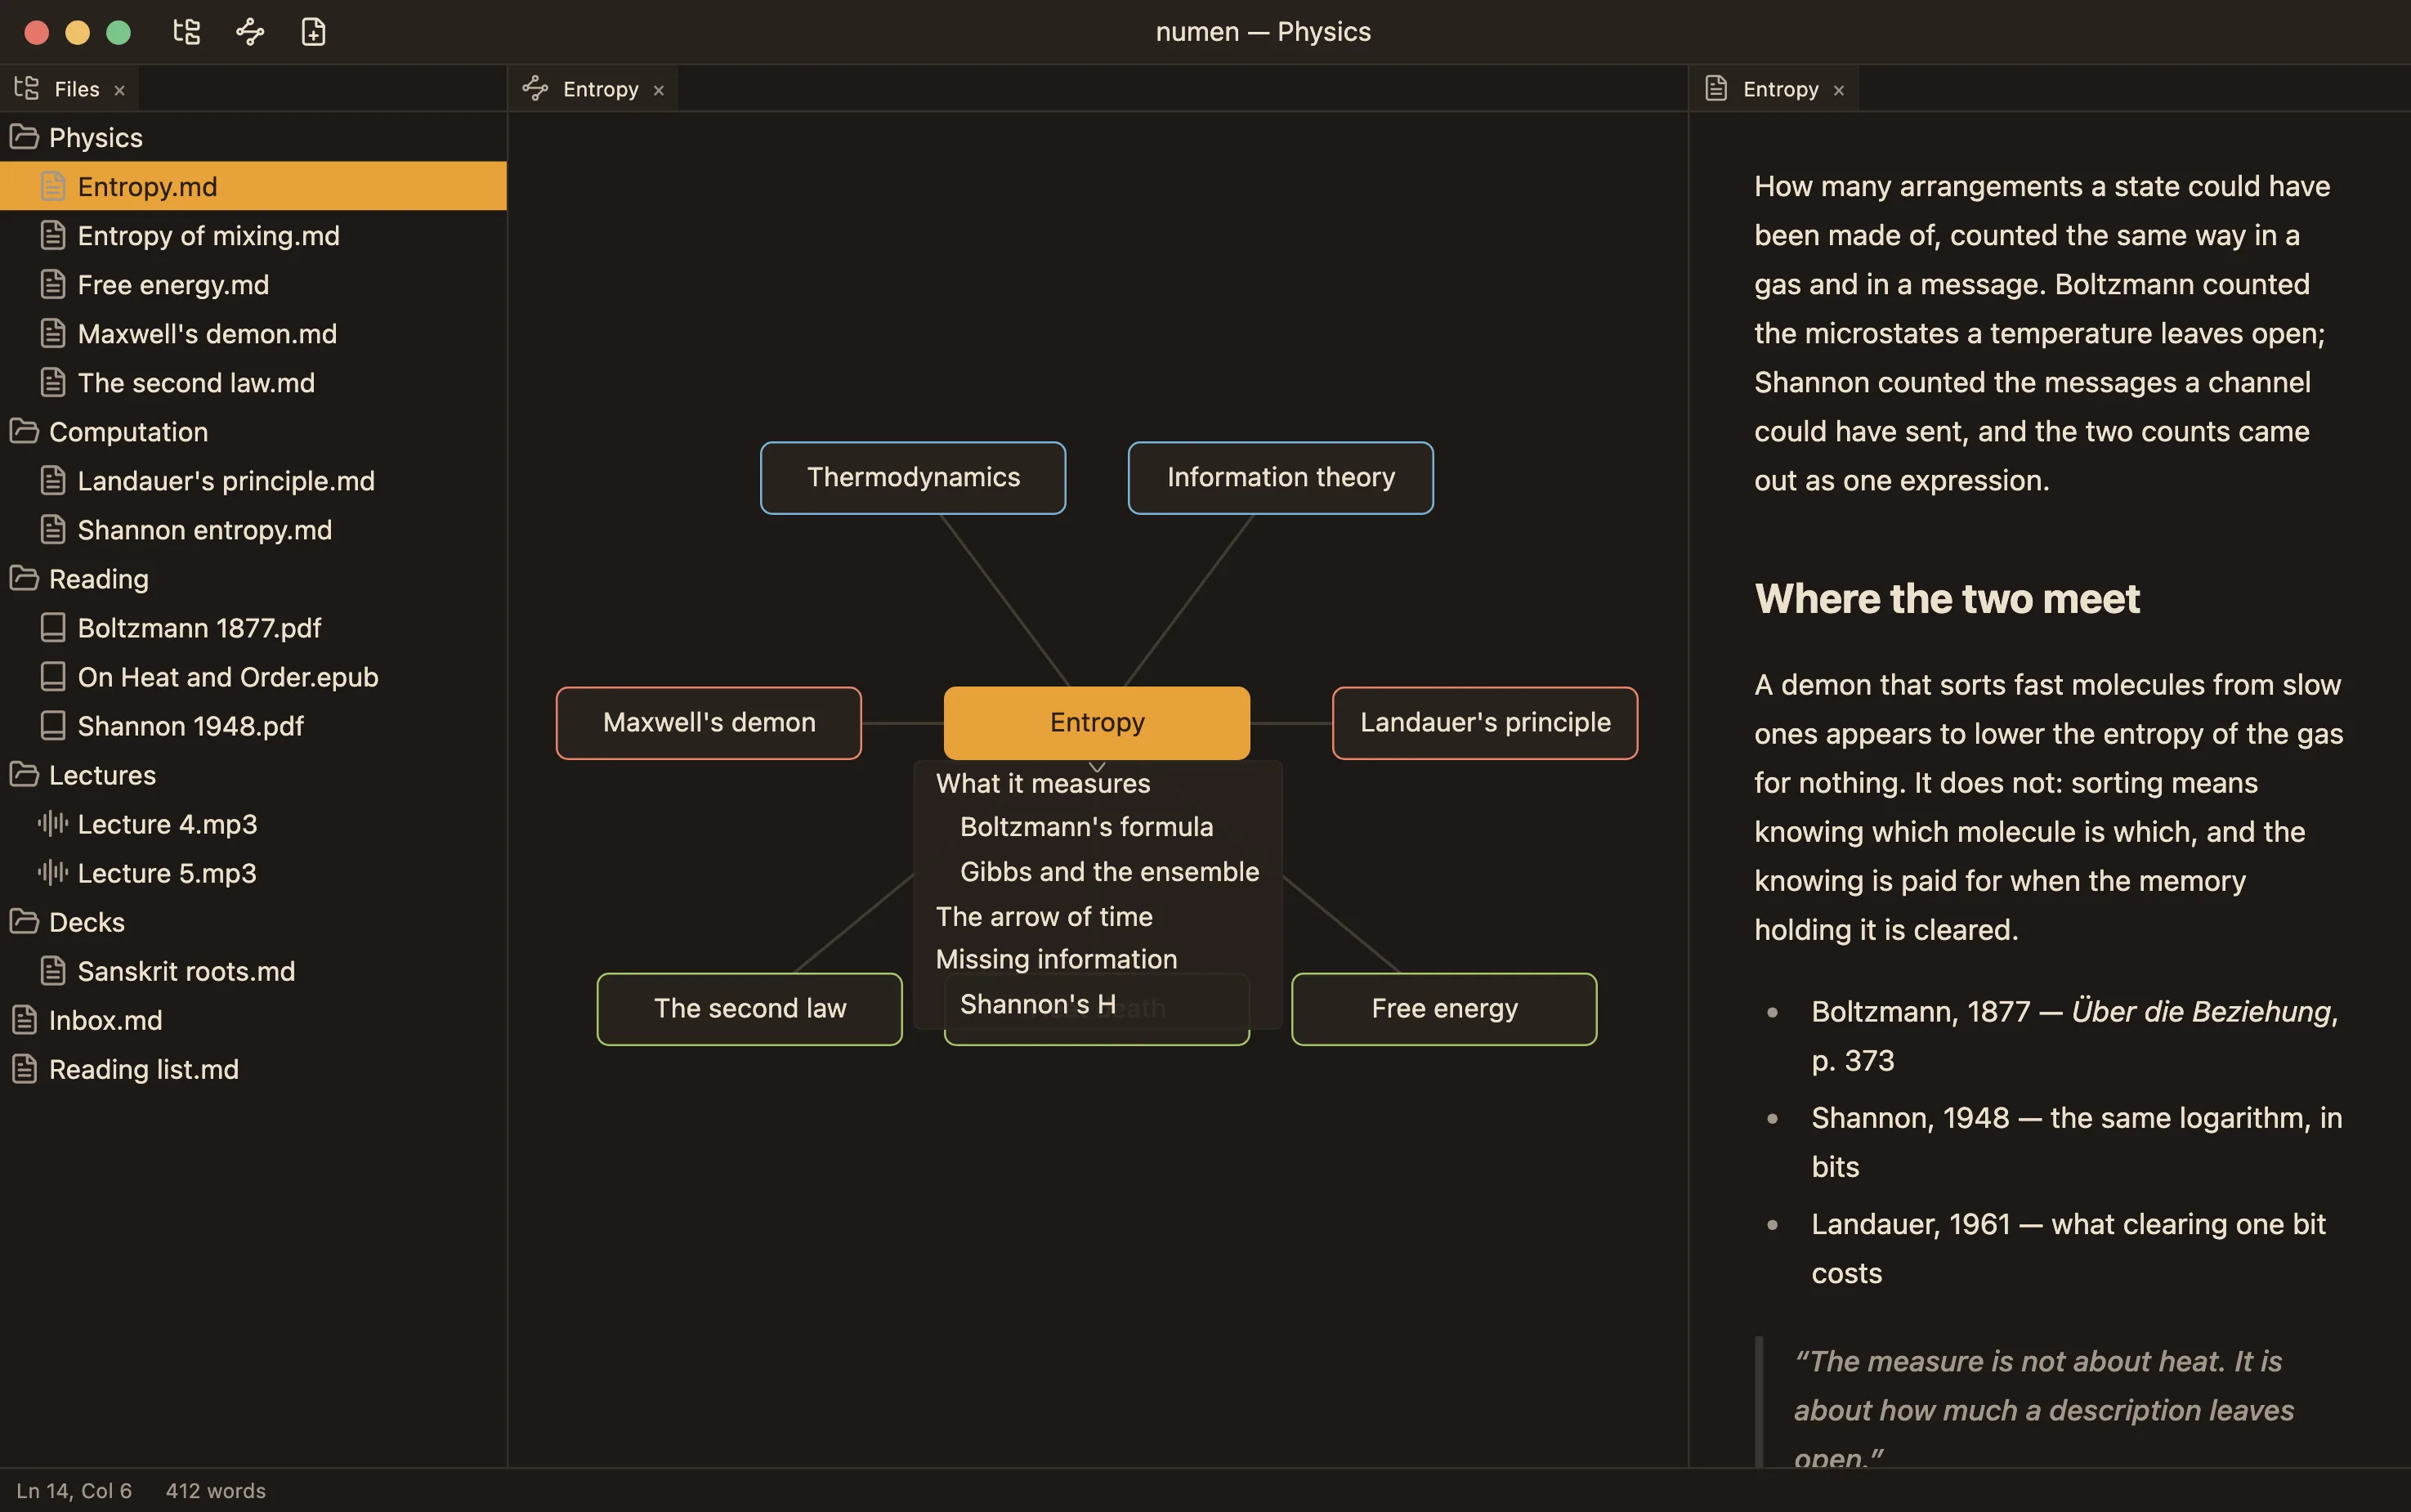 numen — Physics
Files
Physics
Entropy.md
Entropy of mixing.md
Free energy.md
Maxwell's demon.md
The second law.md
Computation
Landauer's principle.md
Shannon entropy.md
Reading
Boltzmann 1877.pdf
On Heat and Order.epub
Shannon 1948.pdf
Lectures
Lecture 4.mp3
Lecture 5.mp3
Decks
Sanskrit roots.md
Inbox.md
Reading list.md
Entropy
Thermodynamics
Information theory
Maxwell's demon
Entropy
Landauer's principle
What it measures
Boltzmann's formula
Gibbs and the ensemble
The arrow of time
Missing information
Shannon's H
The second law
Free energy
Entropy
How many arrangements a state could have
been made of, counted the same way in a
gas and in a message. Boltzmann counted
the microstates a temperature leaves open;
Shannon counted the messages a channel
could have sent, and the two counts came
out as one expression.
Where the two meet
A demon that sorts fast molecules from slow
ones appears to lower the entropy of the gas
for nothing. It does not: sorting means
knowing which molecule is which, and the
knowing is paid for when the memory
holding it is cleared.
Boltzmann, 1877 — Über die Beziehung,
p. 373
Shannon, 1948 — the same logarithm, in
bits
Landauer, 1961 — what clearing one bit
costs
“The measure is not about heat. It is
about how much a description leaves
open.”
Ln 14, Col 6
412 words